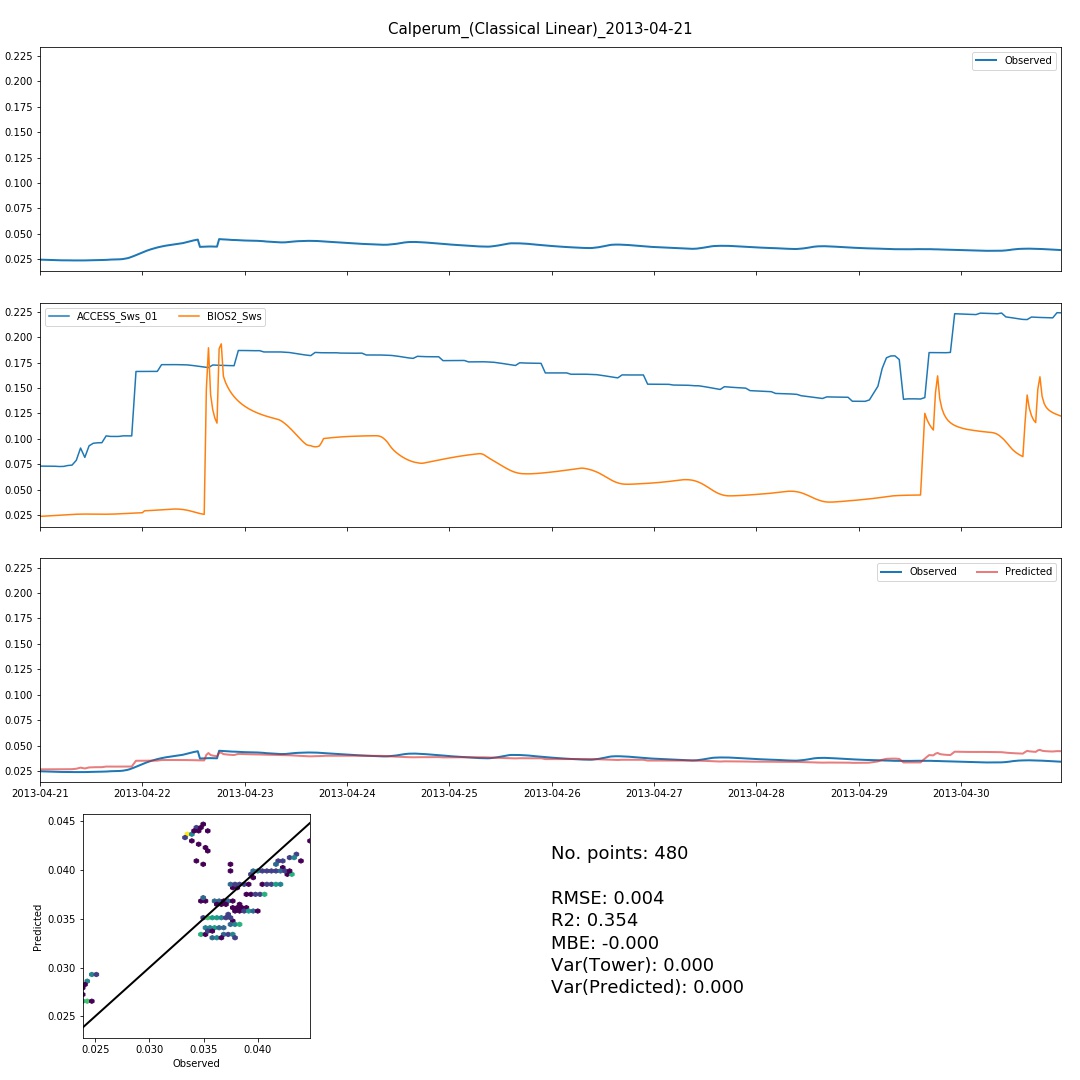 Calperum_(Classical Linear)_2013-04-21
0.225
0.200
0.175
0.150
0.125
0.100
0.075
0.050
0.025
Observed
0.225
0.200
0.175
0.150
0.125
0.100
0.075
0.050
0.025
ACCESS_Sws_01 BIOS2_Sws
0.225
0.200
0.175
0.150
0.125
0.100
0.075
0.050
0.025
Observed Predicted
2013-04-21 2013-04-22 2013-04-23 2013-04-24 2013-04-25 2013-04-26 2013-04-27 2013-04-28 2013-04-29 2013-04-30
0.045
0.040
0.035
0.030
0.025
Predicted
0.025 0.030 0.035 0.040
Observed
No. points: 480
RMSE: 0.004
R2: 0.354
MBE: -0.000
Var(Tower): 0.000
Var(Predicted): 0.000